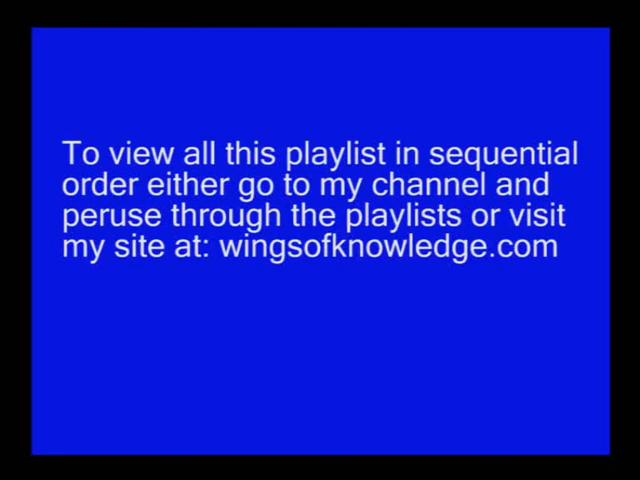 To view all this playlist in sequential
order either go to my channel and
peruse through the playlists or visit
my site at: wingsofknowledge.com